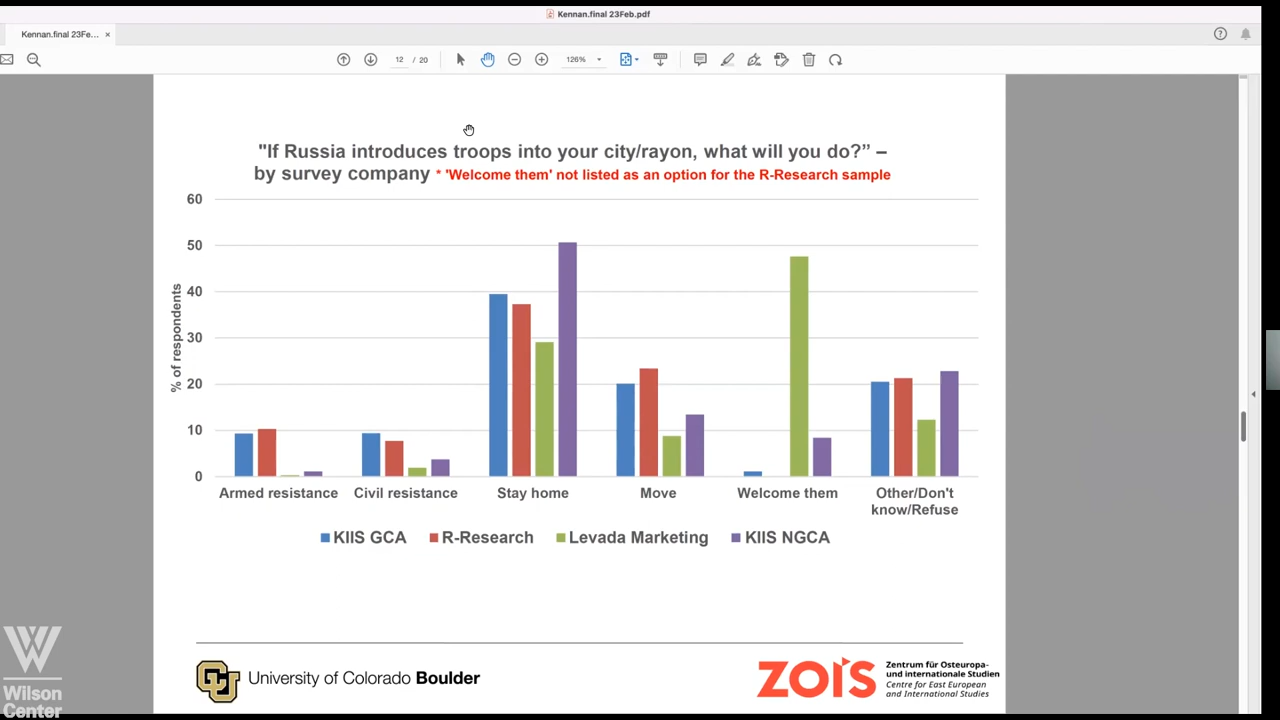 Kennan.final 23Feb.pdf
Kennan.final 23Fe... ×
12 / 20
126%
"If Russia introduces troops into your city/rayon, what will you do?” –
by survey company * 'Welcome them' not listed as an option for the R-Research sample
60
50
40
30
20
10
0
% of respondents
Armed resistance Civil resistance Stay home Move Welcome them Other/Don't
know/Refuse
KIIS GCA R-Research Levada Marketing KIIS NGCA
University of Colorado Boulder
ZOiS
Zentrum für Osteuropa-
und internationale Studien
Centre for East European
and International Studies
Wilson
Center